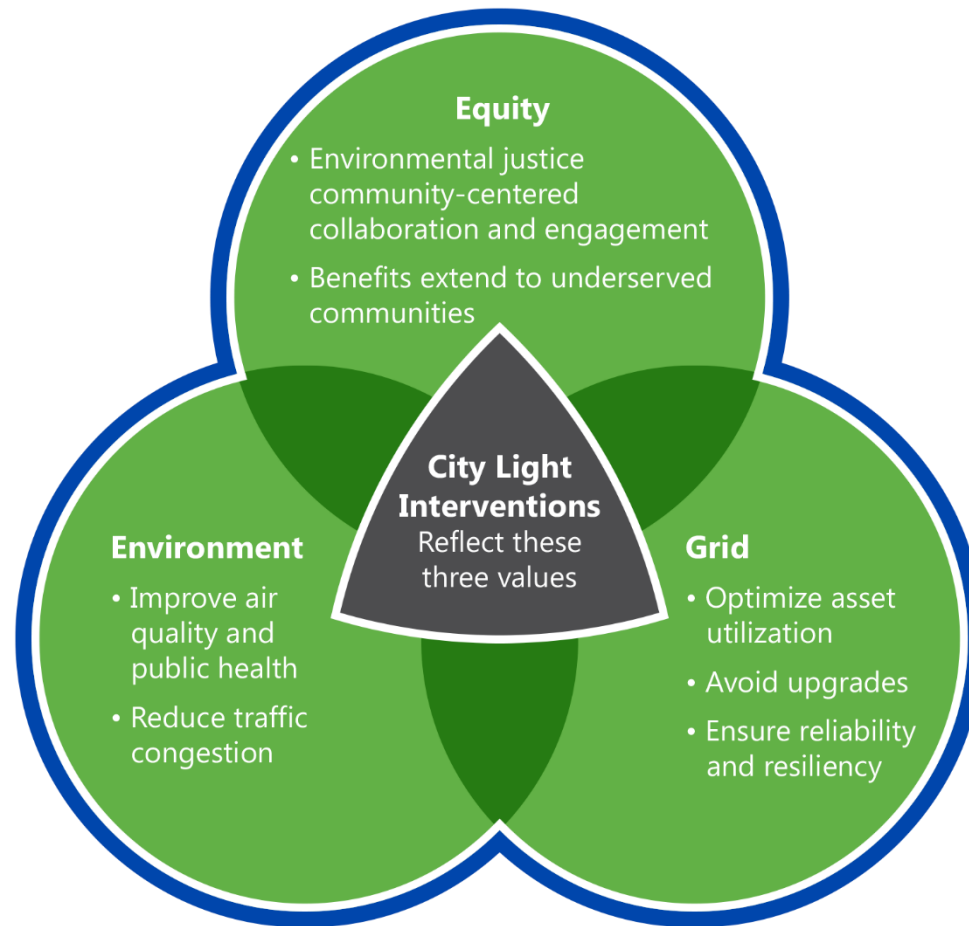 Equity
• Environmental justice
community-centered
collaboration and engagement
• Benefits extend to underserved
communities
City Light
Interventions
Reflect these
three values
Environment
• Improve air
quality and
public health
• Reduce traffic
congestion
Grid
• Optimize asset
utilization
• Avoid upgrades
• Ensure reliability
and resiliency